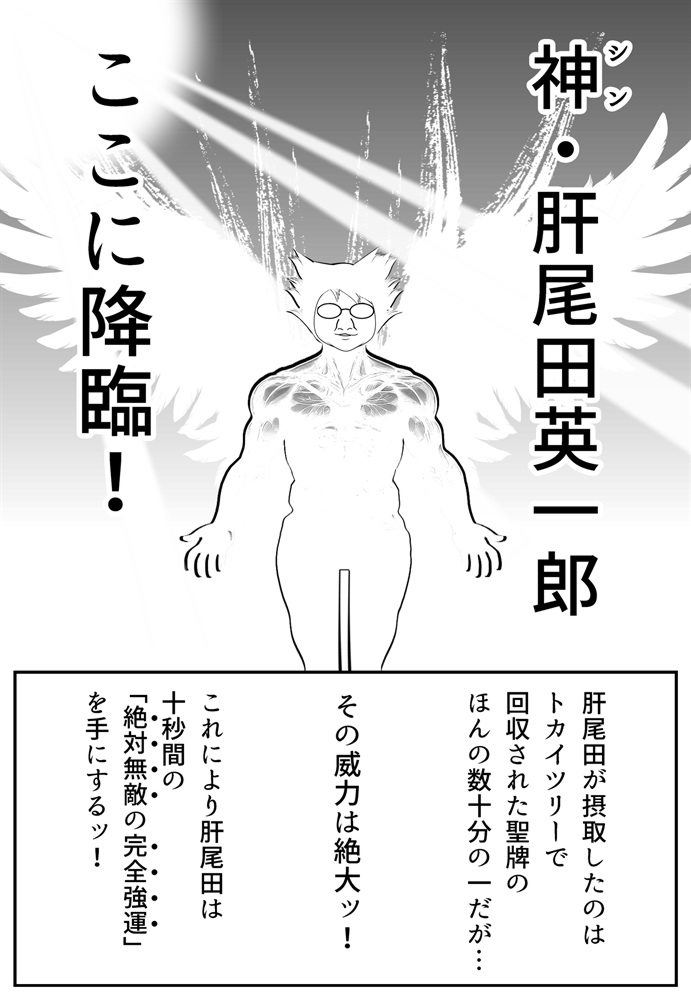 神・肝尾田英一郎
シン
ここに降臨！
肝尾田が摂取したのは
トカイツリーで
回収された聖牌の
ほんの数十分の一だが…
その威力は絶大ッ！
これにより肝尾田は
十秒間の
「絶対無敵の完全強運」
を手にするッ！